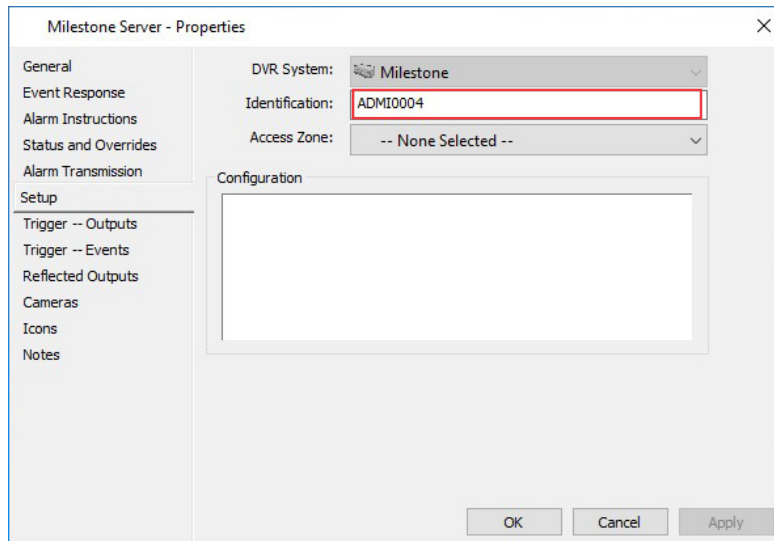 Milestone Server - Properties
General
Event Response
Alarm Instructions
Status and Overrides
Alarm Transmission
Setup
Trigger -- Outputs
Trigger -- Events
Reflected Outputs
Cameras
Icons
Notes
DVR System: Milestone
Identification: ADMI0004
Access Zone: -- None Selected --
Configuration
OK Cancel Apply